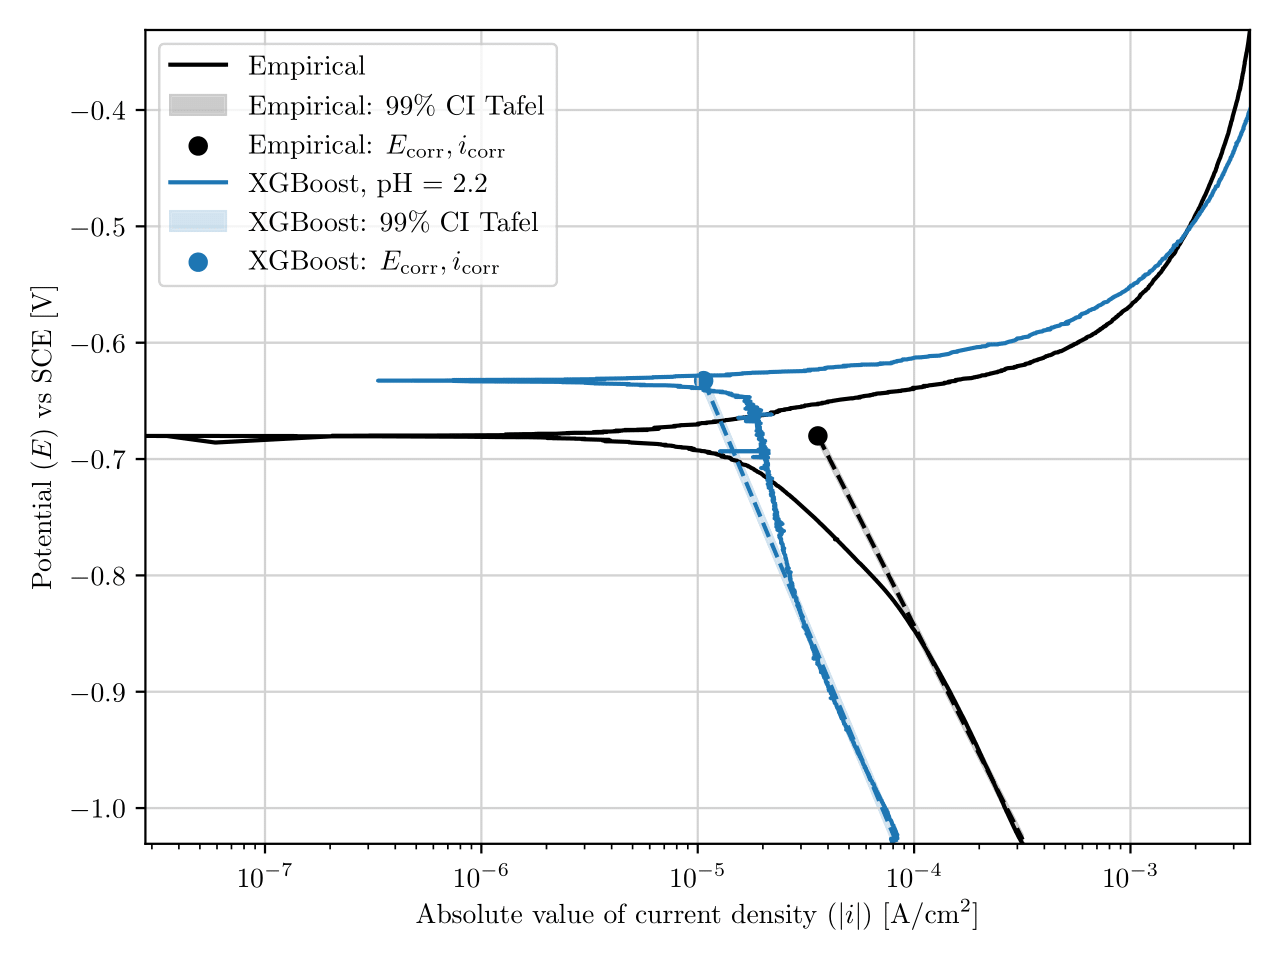 Empirical
Empirical: 99% CI Tafel
Empirical: E_corr, i_corr
XGBoost, pH = 2.2
XGBoost: 99% CI Tafel
XGBoost: E_corr, i_corr
−0.4
−0.5
−0.6
−0.7
−0.8
−0.9
−1.0
Potential (E) vs SCE [V]
10⁻⁷
10⁻⁶
10⁻⁵
10⁻⁴
10⁻³
Absolute value of current density (|i|) [A/cm²]